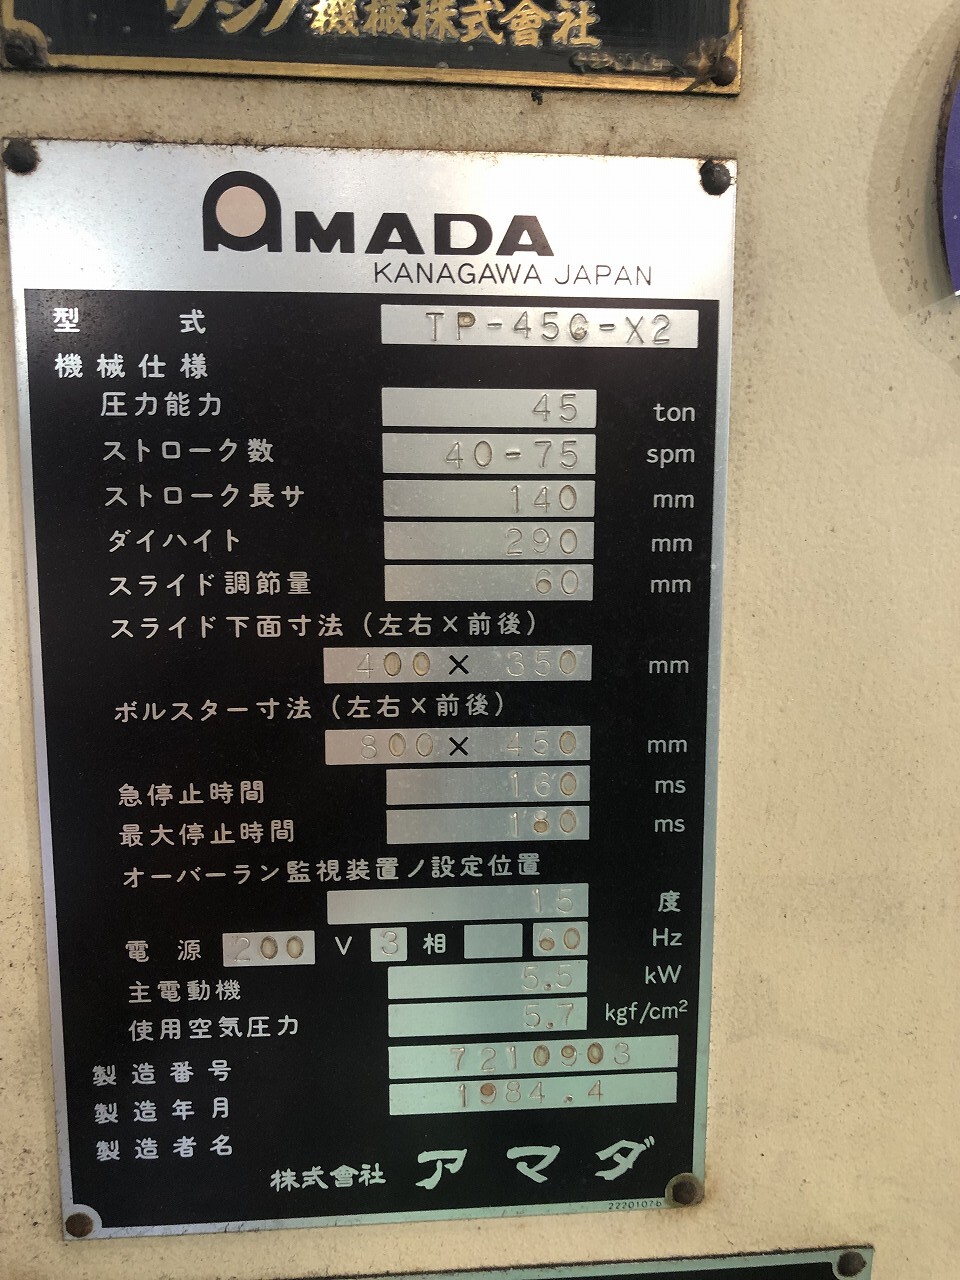 ワシノ機械株式會社
AMADA
KANAGAWA JAPAN
型 式 TP-45C-X2
機械仕様
圧力能力 45 ton
ストローク数 40-75 spm
ストローク長サ 140 mm
ダイハイト 290 mm
スライド調節量 60 mm
スライド下面寸法(左右×前後)
400 × 350 mm
ボルスター寸法(左右×前後)
800 × 450 mm
急停止時間 160 ms
最大停止時間 180 ms
オーバーラン監視装置ノ設定位置
15 度
電源 200 V 3 相 60 Hz
主電動機 5.5 kW
使用空気圧力 5.7 kgf/cm²
製造番号 7210903
製造年月 1984.4
製造者名
株式會社 アマダ
2220107b